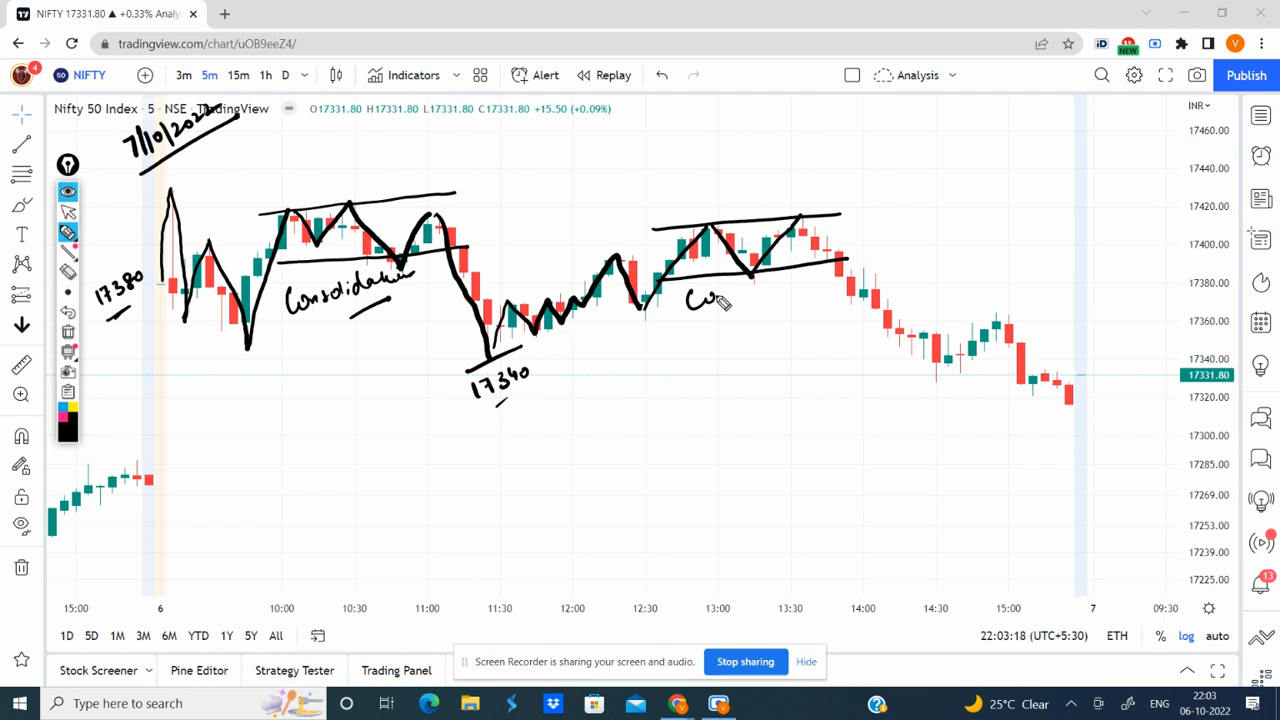 NIFTY 17331.80 ▲ +0.33% Analy
tradingview.com/chart/uOB9eeZ4/
iD
NEW
V
4
50 NIFTY
3m 5m 15m 1h D
Indicators
Alert
Replay
Analysis
Publish
Nifty 50 Index · 5 · NSE · TradingView
O17331.80 H17331.80 L17331.80 C17331.80 +15.50 (+0.09%)
INR
7/10/2022
17380
Consolidation
17340
Co
17460.00
17440.00
17420.00
17400.00
17380.00
17360.00
17340.00
17331.80
17320.00
17300.00
17285.00
17269.00
17253.00
17239.00
17225.00
13
15:00 6 10:00 10:30 11:00 11:30 12:00 12:30 13:00 13:30 14:00 14:30 15:00 7 09:30
1D 5D 1M 3M 6M YTD 1Y 5Y All
22:03:18 (UTC+5:30) ETH % log auto
Screen Recorder is sharing your screen and audio. Stop sharing Hide
Stock Screener Pine Editor Strategy Tester Trading Panel
Type here to search
25°C Clear
ENG
22:03
06-10-2022